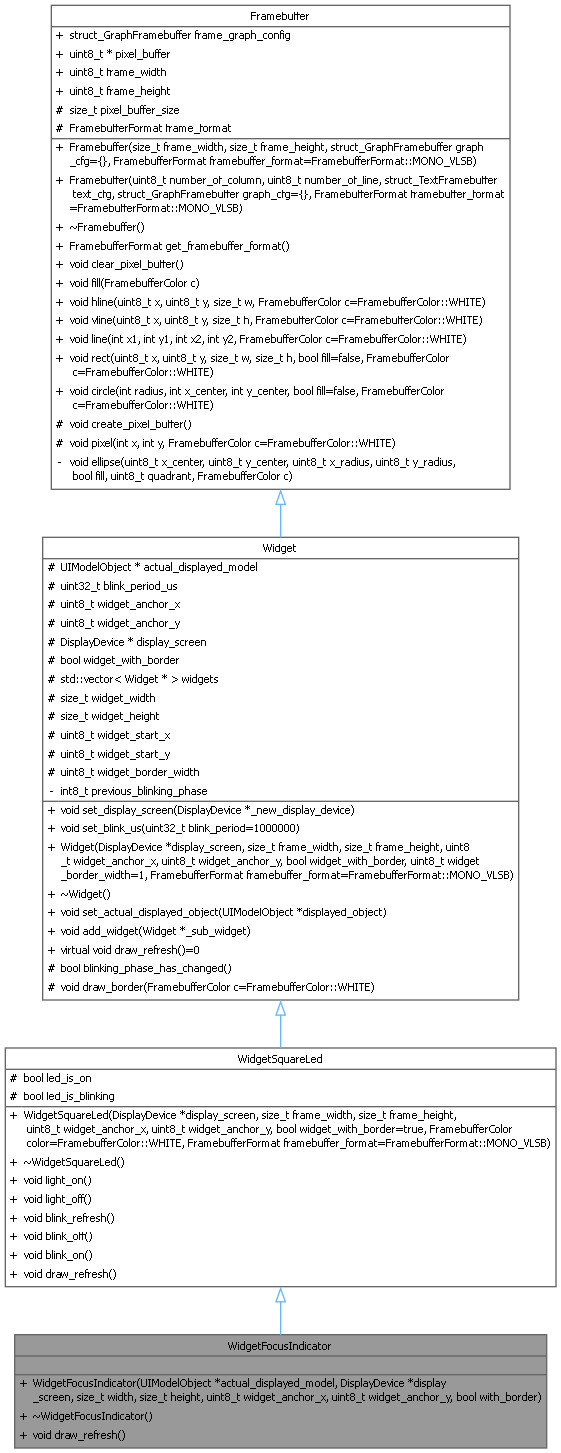 Framebuffer
+ struct_GraphFramebuffer frame_graph_config
+ uint8_t * pixel_buffer
+ uint8_t frame_width
+ uint8_t frame_height
# size_t pixel_buffer_size
# FramebufferFormat frame_format
+ Framebuffer(size_t frame_width, size_t frame_height, struct_GraphFramebuffer graph
_cfg={}, FramebufferFormat framebuffer_format=FramebufferFormat::MONO_VLSB)
+ Framebuffer(uint8_t number_of_column, uint8_t number_of_line, struct_TextFramebuffer
text_cfg, struct_GraphFramebuffer graph_cfg={}, FramebufferFormat framebuffer_format
=FramebufferFormat::MONO_VLSB)
+ ~Framebuffer()
+ FramebufferFormat get_framebuffer_format()
+ void clear_pixel_buffer()
+ void fill(FramebufferColor c)
+ void hline(uint8_t x, uint8_t y, size_t w, FramebufferColor c=FramebufferColor::WHITE)
+ void vline(uint8_t x, uint8_t y, size_t h, FramebufferColor c=FramebufferColor::WHITE)
+ void line(int x1, int y1, int x2, int y2, FramebufferColor c=FramebufferColor::WHITE)
+ void rect(uint8_t x, uint8_t y, size_t w, size_t h, bool fill=false, FramebufferColor
c=FramebufferColor::WHITE)
+ void circle(int radius, int x_center, int y_center, bool fill=false, FramebufferColor
c=FramebufferColor::WHITE)
# void create_pixel_buffer()
# void pixel(int x, int y, FramebufferColor c=FramebufferColor::WHITE)
- void ellipse(uint8_t x_center, uint8_t y_center, uint8_t x_radius, uint8_t y_radius,
bool fill, uint8_t quadrant, FramebufferColor c)
Widget
# UIModelObject * actual_displayed_model
# uint32_t blink_period_us
# uint8_t widget_anchor_x
# uint8_t widget_anchor_y
# DisplayDevice * display_screen
# bool widget_with_border
# std::vector< Widget * > widgets
# size_t widget_width
# size_t widget_height
# uint8_t widget_start_x
# uint8_t widget_start_y
# uint8_t widget_border_width
- int8_t previous_blinking_phase
+ void set_display_screen(DisplayDevice *_new_display_device)
+ void set_blink_us(uint32_t blink_period=1000000)
+ Widget(DisplayDevice *display_screen, size_t frame_width, size_t frame_height, uint8
_t widget_anchor_x, uint8_t widget_anchor_y, bool widget_with_border, uint8_t widget
_border_width=1, FramebufferFormat framebuffer_format=FramebufferFormat::MONO_VLSB)
+ ~Widget()
+ void set_actual_displayed_object(UIModelObject *displayed_object)
+ void add_widget(Widget *_sub_widget)
+ virtual void draw_refresh()=0
# bool blinking_phase_has_changed()
# void draw_border(FramebufferColor c=FramebufferColor::WHITE)
WidgetSquareLed
# bool led_is_on
# bool led_is_blinking
+ WidgetSquareLed(DisplayDevice *display_screen, size_t frame_width, size_t frame_height,
uint8_t widget_anchor_x, uint8_t widget_anchor_y, bool widget_with_border=true, FramebufferColor
color=FramebufferColor::WHITE, FramebufferFormat framebuffer_format=FramebufferFormat::MONO_VLSB)
+ ~WidgetSquareLed()
+ void light_on()
+ void light_off()
+ void blink_refresh()
+ void blink_off()
+ void blink_on()
+ void draw_refresh()
WidgetFocusIndicator
+ WidgetFocusIndicator(UIModelObject *actual_displayed_model, DisplayDevice *display
_screen, size_t width, size_t height, uint8_t widget_anchor_x, uint8_t widget_anchor_y, bool with_border)
+ ~WidgetFocusIndicator()
+ void draw_refresh()